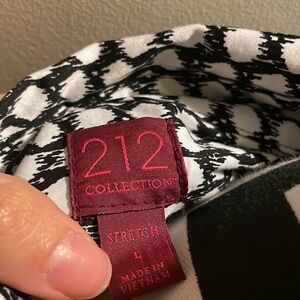 212
COLLECTION
STRETCH
L
MADE IN
VIETNAM